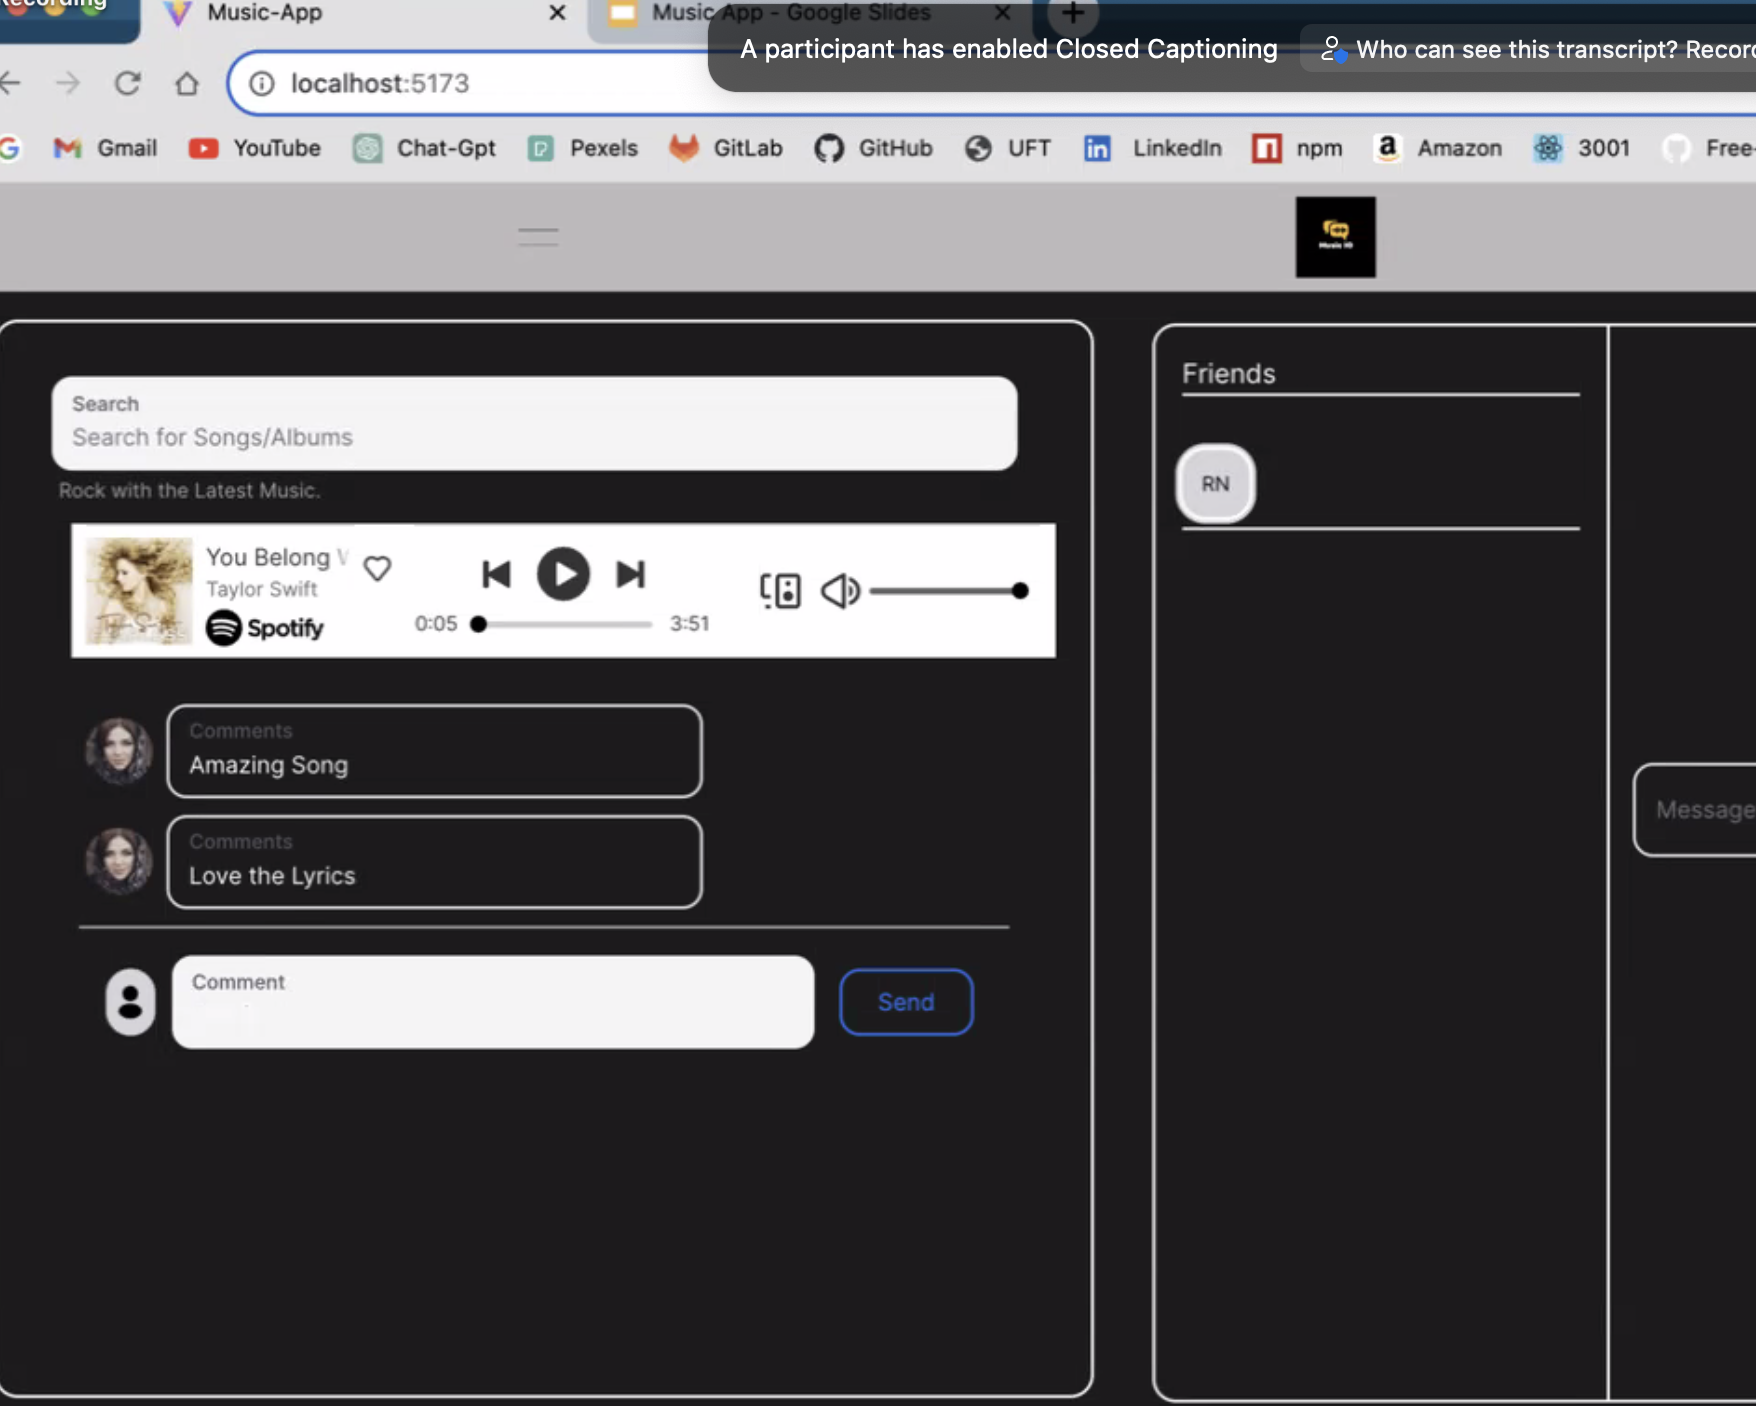 Recording
Music-App
Music App - Google Slides
A participant has enabled Closed Captioning
Who can see this transcript? Recor
localhost:5173
Gmail
YouTube
Chat-Gpt
Pexels
GitLab
GitHub
UFT
LinkedIn
npm
Amazon
3001
Free-
Music IO
Search
Search for Songs/Albums
Rock with the Latest Music.
You Belong W
Taylor Swift
Spotify
0:05
3:51
Comments
Amazing Song
Comments
Love the Lyrics
Comment
Send
Friends
RN
Message